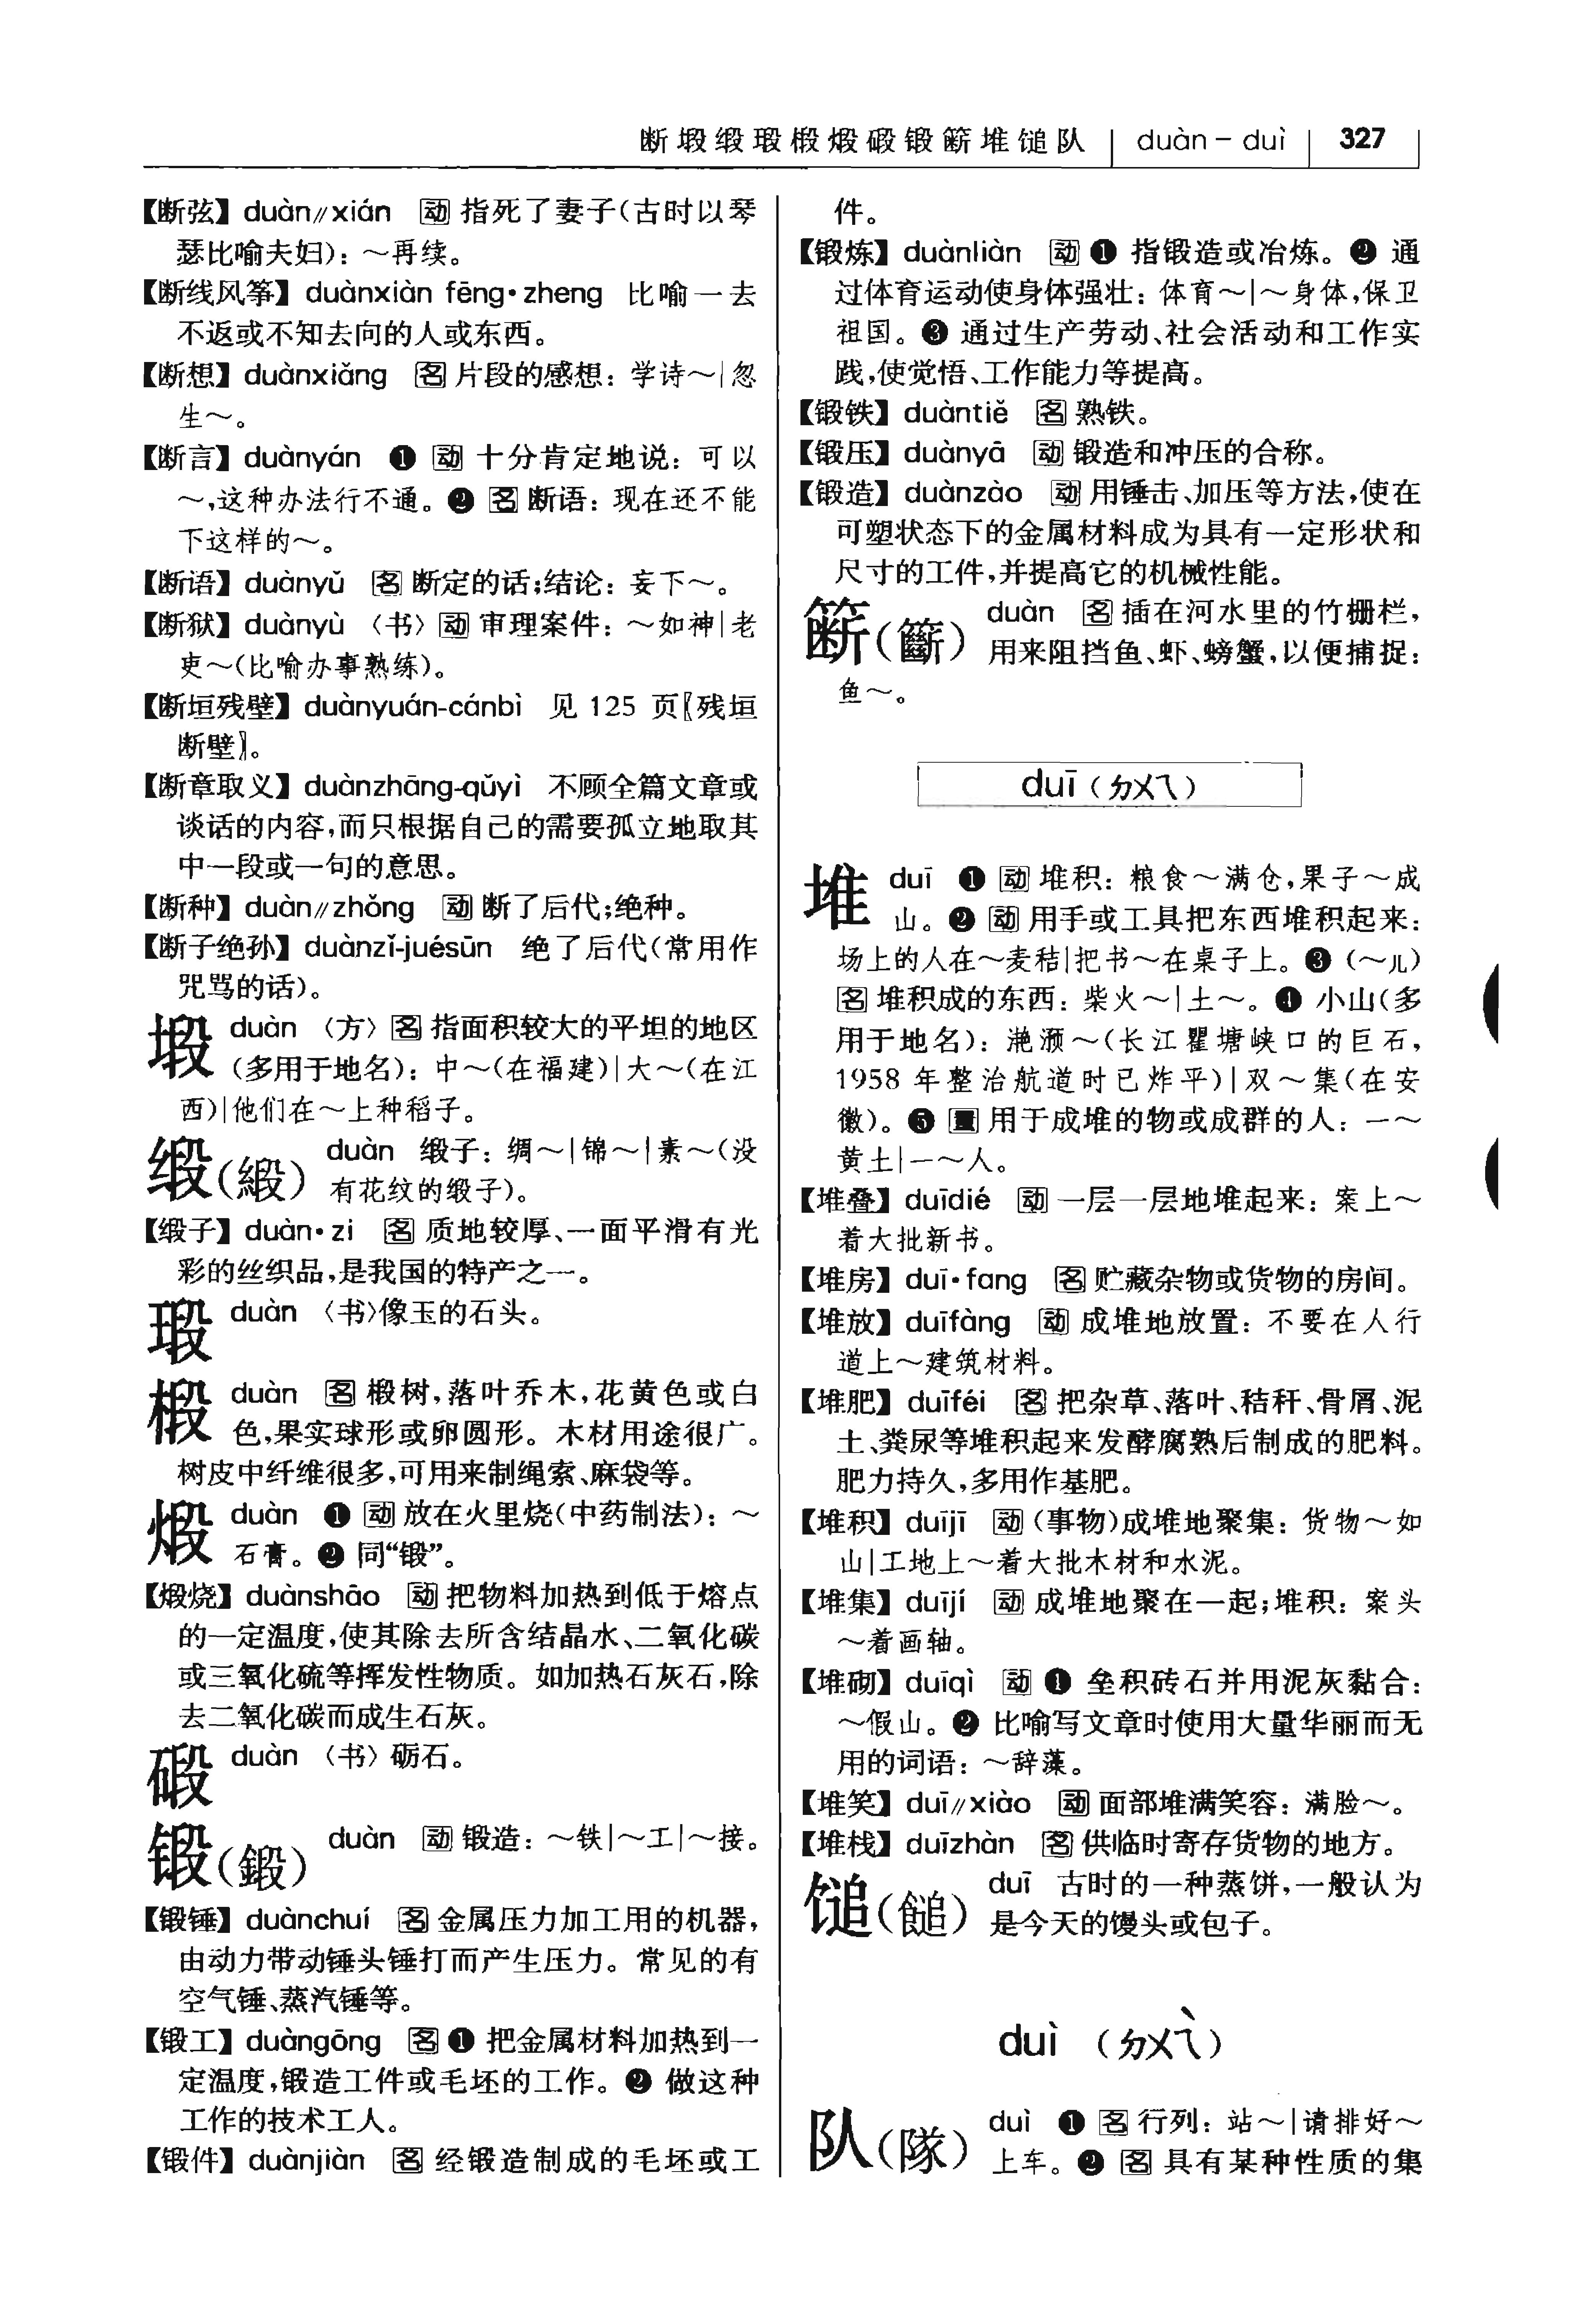 断塅缎瑕椴煅碫锻簖堆𬭊队 duàn – duì 327
【断弦】 duàn∥xián 动 指死了妻子(古时以琴
瑟比喻夫妇)：～再续。
【断线风筝】 duànxiàn fēng·zheng 比喻一去
不返或不知去向的人或东西。
【断想】 duànxiǎng 名 片段的感想：学诗～|忽
生～。
【断言】 duànyán ❶ 动 十分肯定地说：可以
～，这种办法行不通。❷ 名 断语：现在还不能
下这样的～。
【断语】 duànyǔ 名 断定的话；结论：妄下～。
【断狱】 duànyù 〈书〉 动 审理案件：～如神|老
吏～(比喻办事熟练)。
【断垣残壁】 duànyuán-cánbì 见 125 页〖残垣
断壁〗。
【断章取义】 duànzhāng-qǔyì 不顾全篇文章或
谈话的内容，而只根据自己的需要孤立地取其
中一段或一句的意思。
【断种】 duàn∥zhǒng 动 断了后代；绝种。
【断子绝孙】 duànzǐ-juésūn 绝了后代(常用作
咒骂的话)。
塅 duàn 〈方〉 名 指面积较大的平坦的地区
(多用于地名)：中～(在福建)|大～(在江
西)|他们在～上种稻子。
缎(緞) duàn 缎子：绸～|锦～|素～(没
有花纹的缎子)。
【缎子】 duàn·zi 名 质地较厚、一面平滑有光
彩的丝织品，是我国的特产之一。
瑖 duàn 〈书〉像玉的石头。
椴 duàn 名 椴树，落叶乔木，花黄色或白
色，果实球形或卵圆形。木材用途很广。
树皮中纤维很多，可用来制绳索、麻袋等。
煅 duàn ❶ 动 放在火里烧(中药制法)：～
石膏。❷ 同“锻”。
【煅烧】 duànshāo 动 把物料加热到低于熔点
的一定温度，使其除去所含结晶水、二氧化碳
或三氧化硫等挥发性物质。如加热石灰石，除
去二氧化碳而成生石灰。
碫 duàn 〈书〉 砺石。
锻(鍛) duàn 动 锻造：～铁|～工|～接。
【锻锤】 duànchuí 名 金属压力加工用的机器，
由动力带动锤头锤打而产生压力。常见的有
空气锤、蒸汽锤等。
【锻工】 duàngōng 名 ❶ 把金属材料加热到一
定温度，锻造工件或毛坯的工作。❷ 做这种
工作的技术工人。
【锻件】 duànjiàn 名 经锻造制成的毛坯或工
件。
【锻炼】 duànliàn 动 ❶ 指锻造或冶炼。❷ 通
过体育运动使身体强壮：体育～|～身体，保卫
祖国。❸ 通过生产劳动、社会活动和工作实
践，使觉悟、工作能力等提高。
【锻铁】 duàntiě 名 熟铁。
【锻压】 duànyā 动 锻造和冲压的合称。
【锻造】 duànzào 动 用锤击、加压等方法，使在
可塑状态下的金属材料成为具有一定形状和
尺寸的工件，并提高它的机械性能。
簖(籪) duàn 名 插在河水里的竹栅栏，
用来阻挡鱼、虾、螃蟹，以便捕捉：
鱼～。
duī (ㄉㄨㄟ)
堆 duī ❶ 动 堆积：粮食～满仓，果子～成
山。❷ 动 用手或工具把东西堆积起来：
场上的人在～麦秸|把书～在桌子上。❸ (～儿)
名 堆积成的东西：柴火～|土～。❹ 小山(多
用于地名)：滟滪～(长江瞿塘峡口的巨石，
1958 年整治航道时已炸平)|双～集(在安
徽)。❺ 量 用于成堆的物或成群的人：一～
黄土|一～人。
【堆叠】 duīdié 动 一层一层地堆起来：案上～
着大批新书。
【堆房】 duī·fang 名 贮藏杂物或货物的房间。
【堆放】 duīfàng 动 成堆地放置：不要在人行
道上～建筑材料。
【堆肥】 duīféi 名 把杂草、落叶、秸秆、骨屑、泥
土、粪尿等堆积起来发酵腐熟后制成的肥料。
肥力持久，多用作基肥。
【堆积】 duījī 动 (事物)成堆地聚集：货物～如
山|工地上～着大批木材和水泥。
【堆集】 duījí 动 成堆地聚在一起；堆积：案头
～着画轴。
【堆砌】 duīqì 动 ❶ 垒积砖石并用泥灰黏合：
～假山。❷ 比喻写文章时使用大量华丽而无
用的词语：～辞藻。
【堆笑】 duī∥xiào 动 面部堆满笑容：满脸～。
【堆栈】 duīzhàn 名 供临时寄存货物的地方。
𫗰(鎚) duī 古时的一种蒸饼，一般认为
是今天的馒头或包子。
duì (ㄉㄨㄟˋ)
队(隊) duì ❶ 名 行列：站～|请排好～
上车。❷ 名 具有某种性质的集